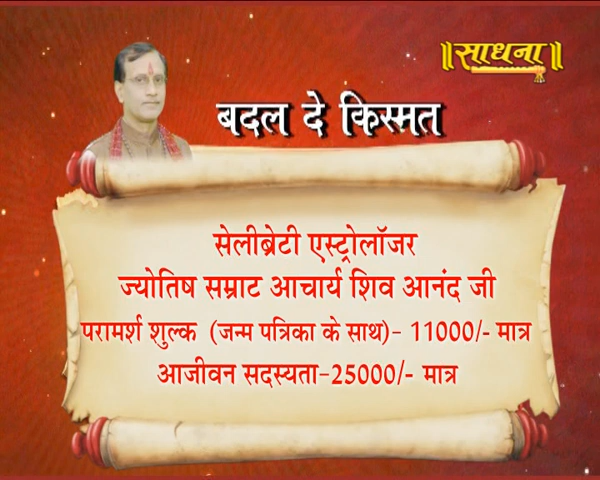 ॥साधना॥
बदल दे किस्मत
सेलीब्रेटी एस्ट्रोलॉजर
ज्योतिष सम्राट आचार्य शिव आनंद जी
परामर्श शुल्क (जन्म पत्रिका के साथ)- 11000/- मात्र
आजीवन सदस्यता-25000/- मात्र